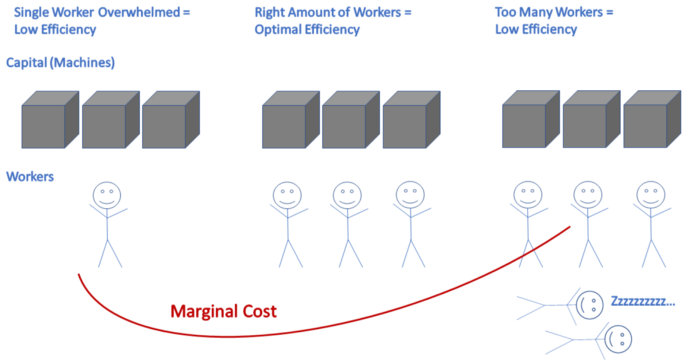 Single Worker Overwhelmed =
Low Efficiency
Right Amount of Workers =
Optimal Efficiency
Too Many Workers =
Low Efficiency
Capital (Machines)
Workers
Marginal Cost
Zzzzzzzzzz...